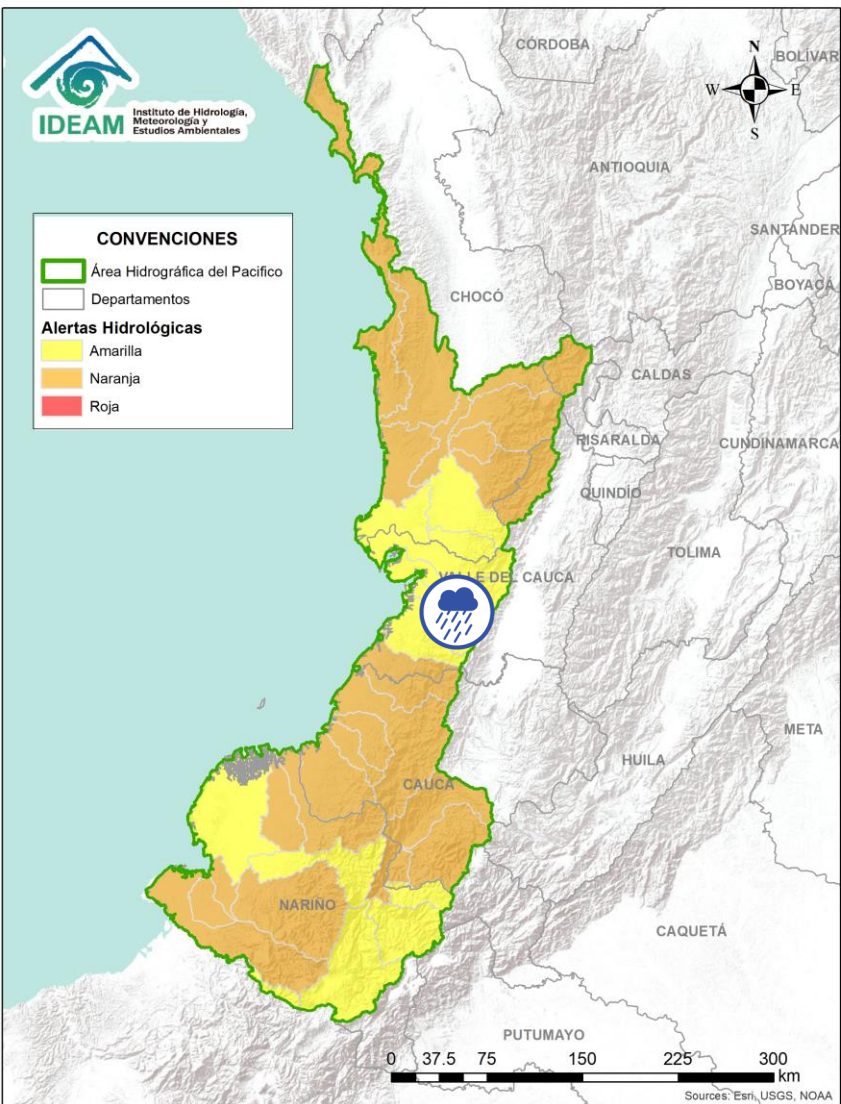 IDEAM
Instituto de Hidrología,
Meteorología y
Estudios Ambientales
CÓRDOBA
N
BOLÍVAR
W
E
S
ANTIOQUIA
SANTANDER
CONVENCIONES
Área Hidrográfica del Pacifico
Departamentos
Alertas Hidrológicas
Amarilla
Naranja
Roja
CHOCÓ
BOYACÁ
CALDAS
RISARALDA
CUNDINAMARCA
QUINDÍO
TOLIMA
VALLE DEL CAUCA
META
HUILA
CAUCA
NARIÑO
CAQUETÁ
PUTUMAYO
0 37.5 75 150 225 300
km
Sources: Esri, USGS, NOAA